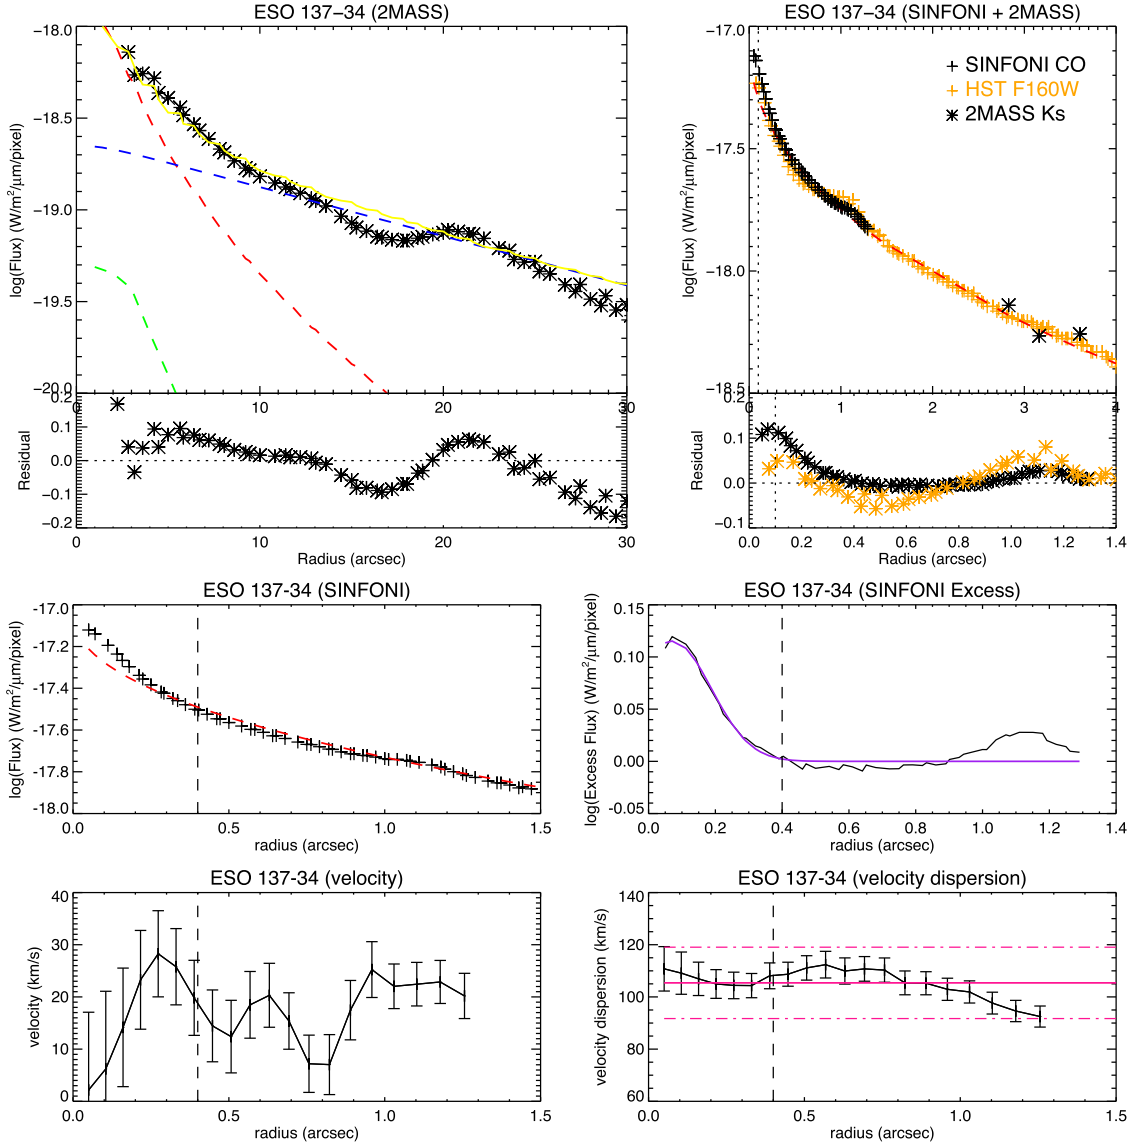 ESO 137–34 (2MASS)
−18.0
−18.5
−19.0
−19.5
−20.0
log(Flux) (W/m²/μm/pixel)
0 10 20 30
0.2
0.1
0.0
−0.1
−0.2
Residual
0 10 20 30
Radius (arcsec)
ESO 137–34 (SINFONI + 2MASS)
−17.0
−17.5
−18.0
−18.5
log(Flux) (W/m²/μm/pixel)
SINFONI CO
HST F160W
2MASS Ks
0 1 2 3 4
0.2
0.1
0.0
−0.1
Residual
0.0 0.2 0.4 0.6 0.8 1.0 1.2 1.4
Radius (arcsec)
ESO 137-34 (SINFONI)
-17.0
-17.2
-17.4
-17.6
-17.8
-18.0
log(Flux) (W/m²/μm/pixel)
0.0 0.5 1.0 1.5
radius (arcsec)
ESO 137-34 (SINFONI Excess)
0.15
0.10
0.05
0.00
-0.05
log(Excess Flux) (W/m²/μm/pixel)
0.0 0.2 0.4 0.6 0.8 1.0 1.2 1.4
radius (arcsec)
ESO 137-34 (velocity)
40
30
20
10
0
velocity (km/s)
0.0 0.5 1.0 1.5
radius (arcsec)
ESO 137-34 (velocity dispersion)
140
120
100
80
60
velocity dispersion (km/s)
0.0 0.5 1.0 1.5
radius (arcsec)